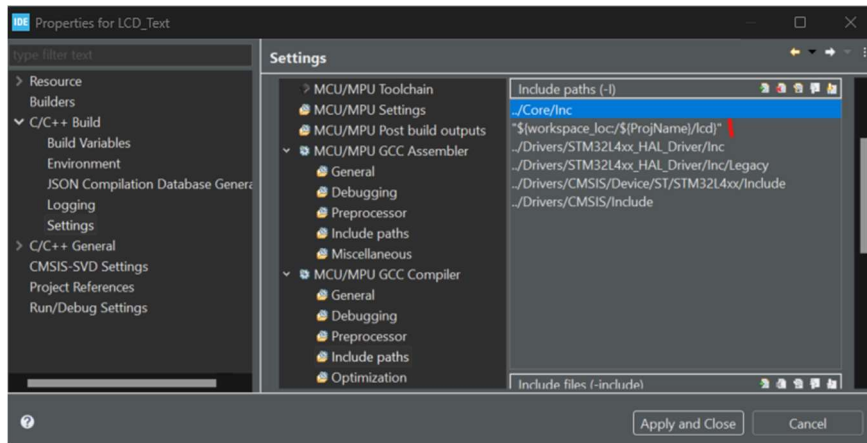 IDE Properties for LCD_Text
type filter text
Resource
Builders
C/C++ Build
Build Variables
Environment
JSON Compilation Database Genera
Logging
Settings
C/C++ General
CMSIS-SVD Settings
Project References
Run/Debug Settings
Settings
MCU/MPU Toolchain
MCU/MPU Settings
MCU/MPU Post build outputs
MCU/MPU GCC Assembler
General
Debugging
Preprocessor
Include paths
Miscellaneous
MCU/MPU GCC Compiler
General
Debugging
Preprocessor
Include paths
Optimization
Include paths (-I)
../Core/Inc
"${workspace_loc:/${ProjName}/lcd}"
../Drivers/STM32L4xx_HAL_Driver/Inc
../Drivers/STM32L4xx_HAL_Driver/Inc/Legacy
../Drivers/CMSIS/Device/ST/STM32L4xx/Include
../Drivers/CMSIS/Include
Include files (-include)
Apply and Close
Cancel